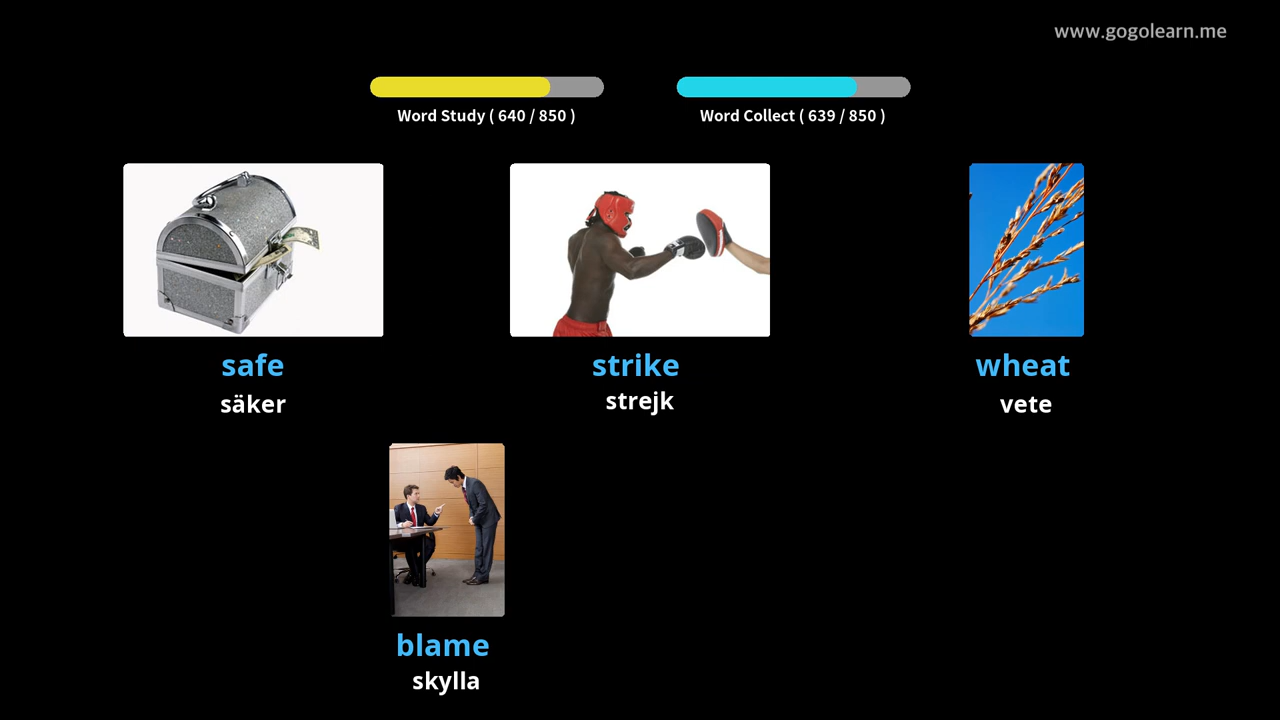 www.gogolearn.me
Word Study ( 640 / 850 )
Word Collect ( 639 / 850 )
safe
säker
strike
strejk
wheat
vete
blame
skylla